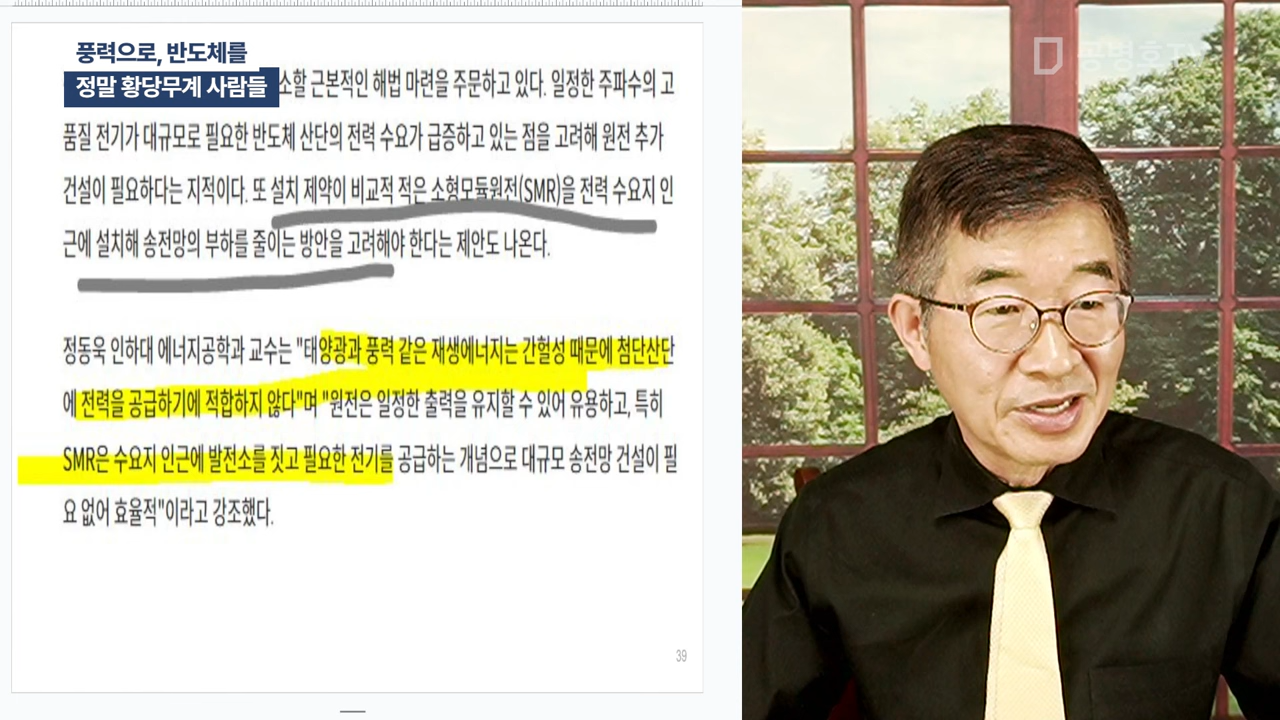 풍력으로, 반도체를
정말 황당무계 사람들
소할 근본적인 해법 마련을 주문하고 있다. 일정한 주파수의 고
품질 전기가 대규모로 필요한 반도체 산단의 전력 수요가 급증하고 있는 점을 고려해 원전 추가
건설이 필요하다는 지적이다. 또 설치 제약이 비교적 적은 소형모듈원전(SMR)을 전력 수요지 인
근에 설치해 송전망의 부하를 줄이는 방안을 고려해야 한다는 제안도 나온다.
정동욱 인하대 에너지공학과 교수는 "태양광과 풍력 같은 재생에너지는 간헐성 때문에 첨단산단
에 전력을 공급하기에 적합하지 않다"며 "원전은 일정한 출력을 유지할 수 있어 유용하고, 특히
SMR은 수요지 인근에 발전소를 짓고 필요한 전기를 공급하는 개념으로 대규모 송전망 건설이 필
요 없어 효율적"이라고 강조했다.
39
공병호TV